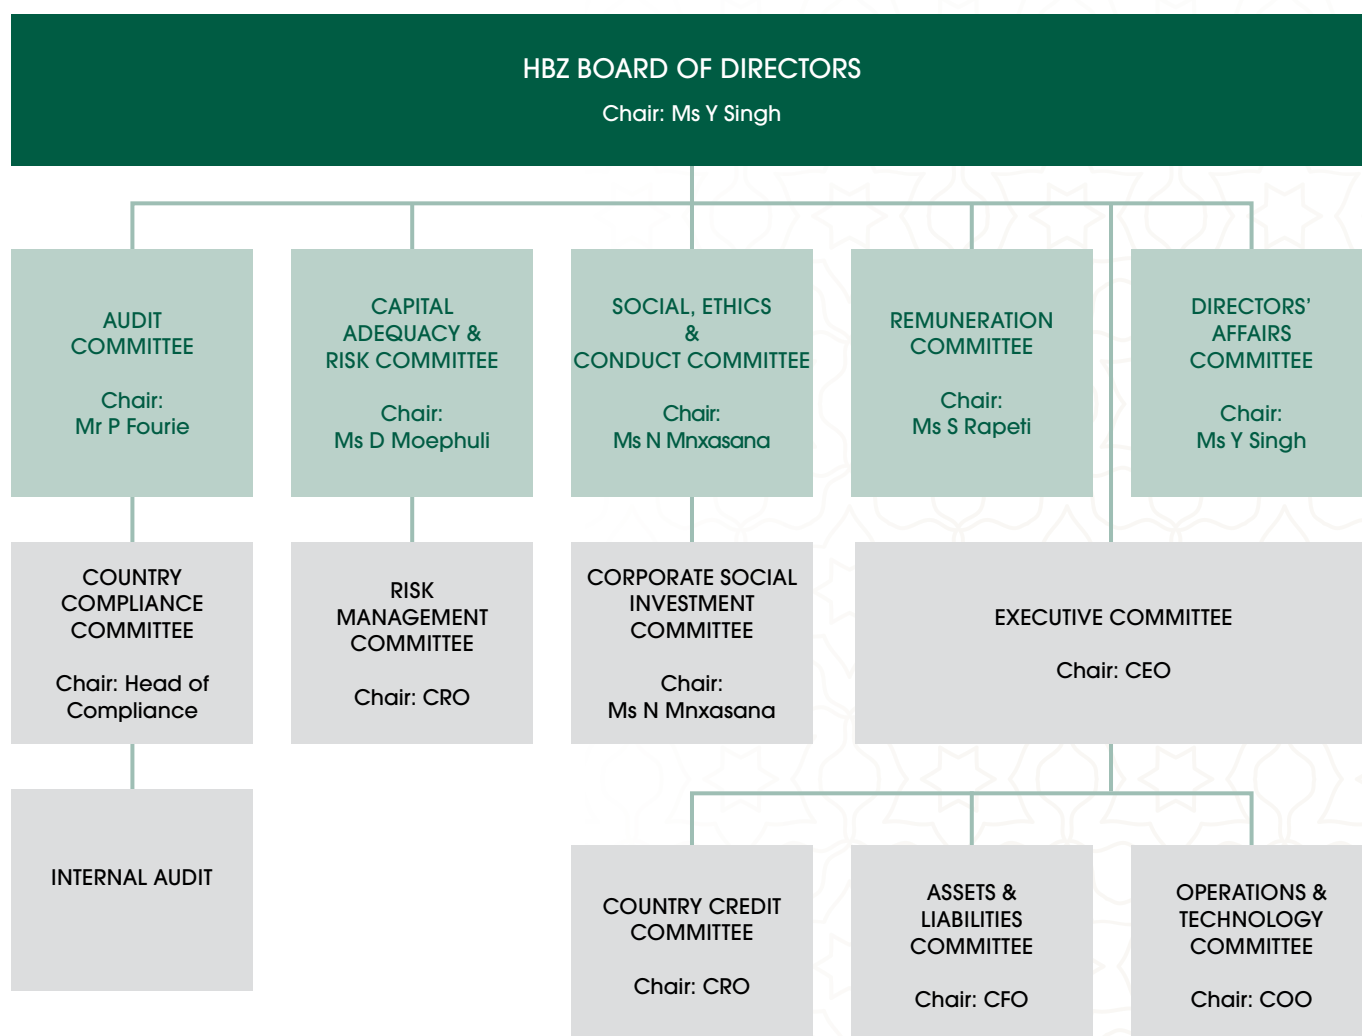 HBZ BOARD OF DIRECTORS
Chair: Ms Y Singh
AUDIT
COMMITTEE
Chair:
Mr P Fourie
CAPITAL
ADEQUACY &
RISK COMMITTEE
Chair:
Ms D Moephuli
SOCIAL, ETHICS
&
CONDUCT COMMITTEE
Chair:
Ms N Mnxasana
REMUNERATION
COMMITTEE
Chair:
Ms S Rapeti
DIRECTORS’
AFFAIRS
COMMITTEE
Chair:
Ms Y Singh
COUNTRY
COMPLIANCE
COMMITTEE
Chair: Head of
Compliance
RISK
MANAGEMENT
COMMITTEE
Chair: CRO
CORPORATE SOCIAL
INVESTMENT
COMMITTEE
Chair:
Ms N Mnxasana
EXECUTIVE COMMITTEE
Chair: CEO
INTERNAL AUDIT
COUNTRY CREDIT
COMMITTEE
Chair: CRO
ASSETS &
LIABILITIES
COMMITTEE
Chair: CFO
OPERATIONS &
TECHNOLOGY
COMMITTEE
Chair: COO